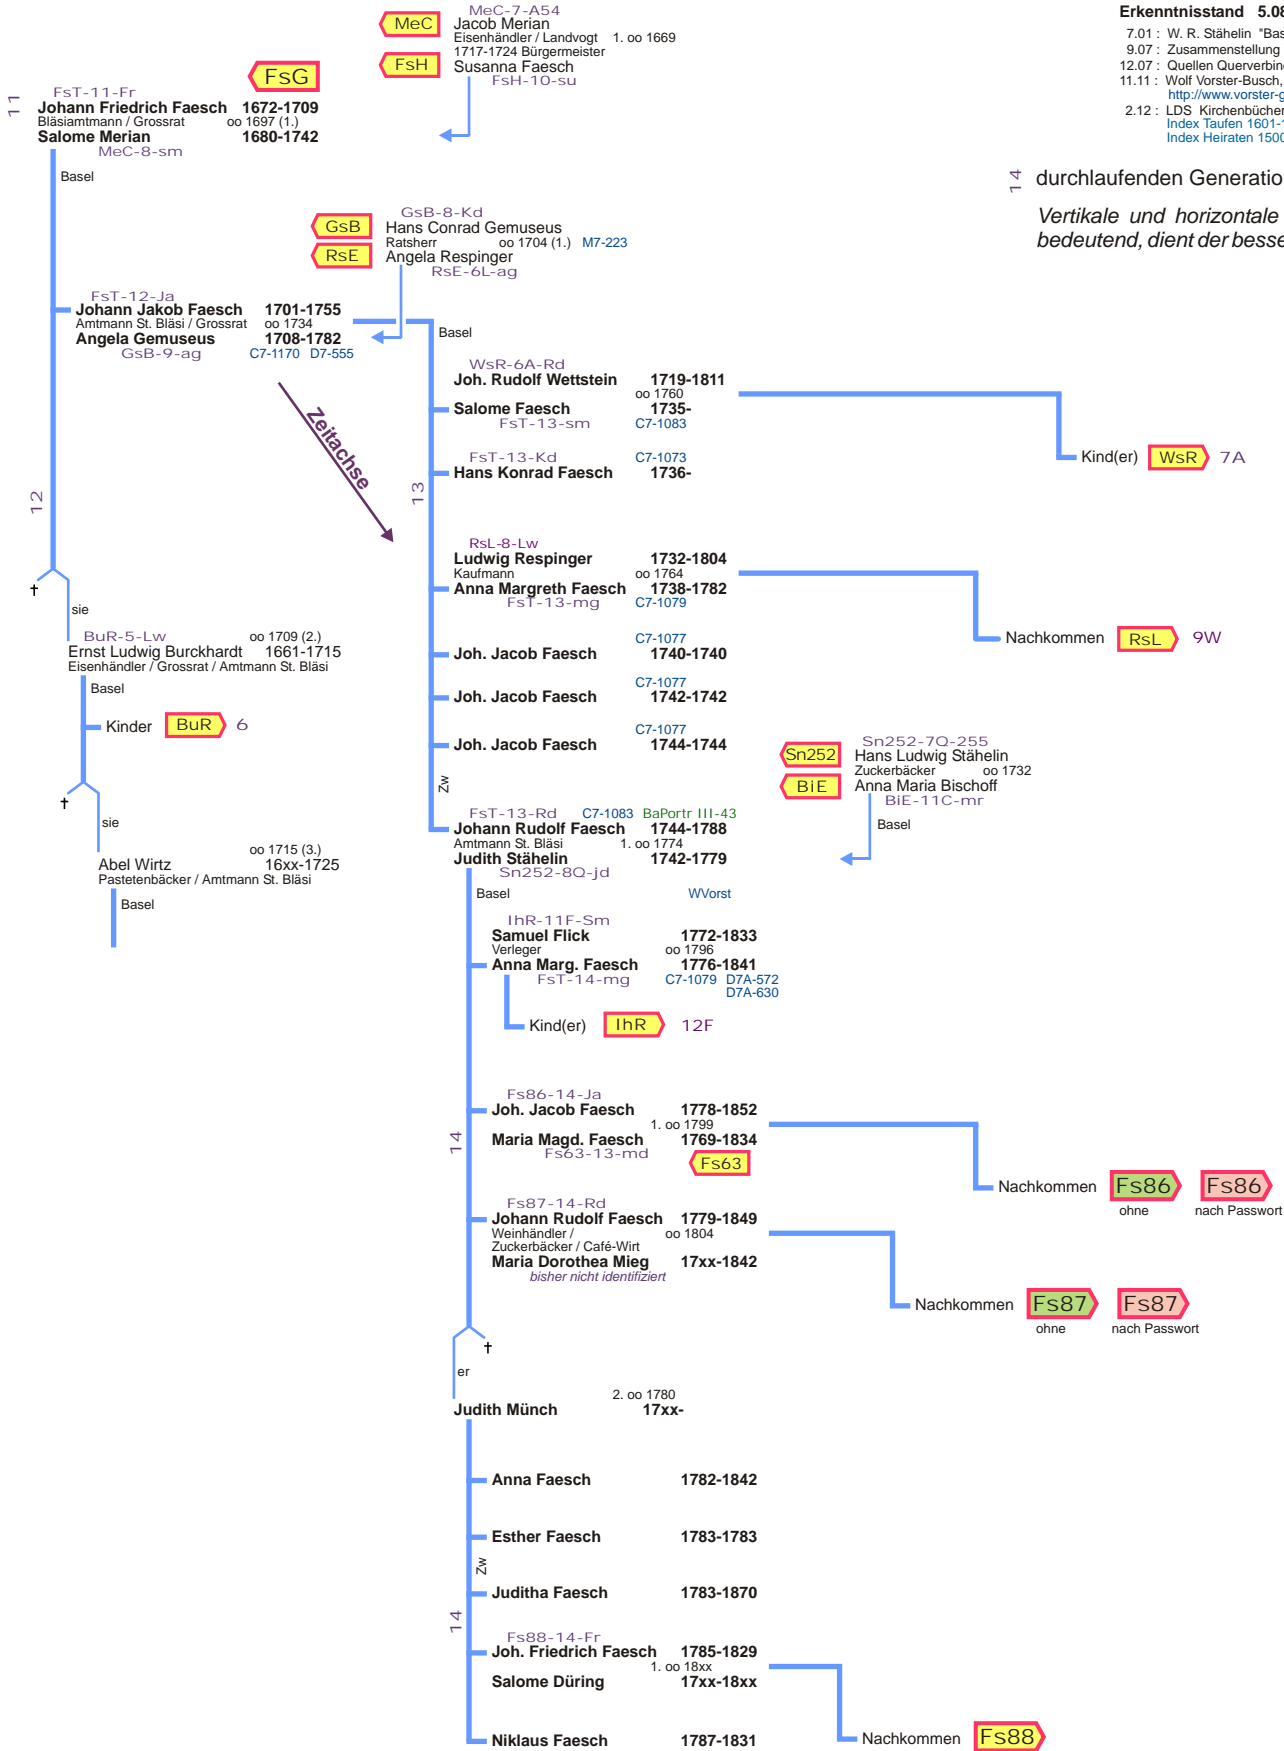 MeC-7-A54
MeC
Jacob Merian
Eisenhändler / Landvogt 1. oo 1669
1717-1724 Bürgermeister
FsH
Susanna Faesch
FsH-10-su
Erkenntnisstand 5.08
7.01 : W. R. Stähelin "Bas
9.07 : Zusammenstellung
12.07 : Quellen Querverbin
11.11 : Wolf Vorster-Busch,
http://www.vorster-g
2.12 : LDS Kirchenbücher
Index Taufen 1601-1
Index Heiraten 1500
14 durchlaufenden Generatio
Vertikale und horizontale
bedeutend, dient der besse
FsG
11
FsT-11-Fr
Johann Friedrich Faesch 1672-1709
Bläsiamtmann / Grossrat oo 1697 (1.)
Salome Merian 1680-1742
MeC-8-sm
Basel
GsB-8-Kd
GsB
Hans Conrad Gemuseus
Ratsherr oo 1704 (1.) M7-223
RsE
Angela Respinger
RsE-6L-ag
FsT-12-Ja
Johann Jakob Faesch 1701-1755
Amtmann St. Bläsi / Grossrat oo 1734
Angela Gemuseus 1708-1782
GsB-9-ag C7-1170 D7-555
Basel
Zeitachse
12
13
WsR-6A-Rd
Joh. Rudolf Wettstein 1719-1811
oo 1760
Salome Faesch 1735-
FsT-13-sm C7-1083
Kind(er) WsR 7A
FsT-13-Kd C7-1073
Hans Konrad Faesch 1736-
RsL-8-Lw
Ludwig Respinger 1732-1804
Kaufmann oo 1764
Anna Margreth Faesch 1738-1782
FsT-13-mg C7-1079
Nachkommen RsL 9W
†
sie
BuR-5-Lw oo 1709 (2.)
Ernst Ludwig Burckhardt 1661-1715
Eisenhändler / Grossrat / Amtmann St. Bläsi
Basel
Kinder BuR 6
†
sie
oo 1715 (3.)
Abel Wirtz 16xx-1725
Pastetenbäcker / Amtmann St. Bläsi
Basel
C7-1077
Joh. Jacob Faesch 1740-1740
C7-1077
Joh. Jacob Faesch 1742-1742
C7-1077
Joh. Jacob Faesch 1744-1744
Zw
Sn252-7Q-255
Sn252
Hans Ludwig Stähelin
Zuckerbäcker oo 1732
BiE
Anna Maria Bischoff
BiE-11C-mr
Basel
FsT-13-Rd C7-1083 BaPortr III-43
Johann Rudolf Faesch 1744-1788
Amtmann St. Bläsi 1. oo 1774
Judith Stähelin 1742-1779
Sn252-8Q-jd
Basel WVorst
IhR-11F-Sm
Samuel Flick 1772-1833
Verleger oo 1796
Anna Marg. Faesch 1776-1841
FsT-14-mg C7-1079 D7A-572
D7A-630
Kind(er) IhR 12F
14
Fs86-14-Ja
Joh. Jacob Faesch 1778-1852
1. oo 1799
Maria Magd. Faesch 1769-1834
Fs63-13-md Fs63
Nachkommen Fs86 Fs86
ohne nach Passwort
Fs87-14-Rd
Johann Rudolf Faesch 1779-1849
Weinhändler / oo 1804
Zuckerbäcker / Café-Wirt
Maria Dorothea Mieg 17xx-1842
bisher nicht identifiziert
Nachkommen Fs87 Fs87
ohne nach Passwort
†
er
2. oo 1780
Judith Münch 17xx-
Anna Faesch 1782-1842
Esther Faesch 1783-1783
Zw
Juditha Faesch 1783-1870
14
Fs88-14-Fr
Joh. Friedrich Faesch 1785-1829
1. oo 18xx
Salome Düring 17xx-18xx
Niklaus Faesch 1787-1831
Nachkommen Fs88